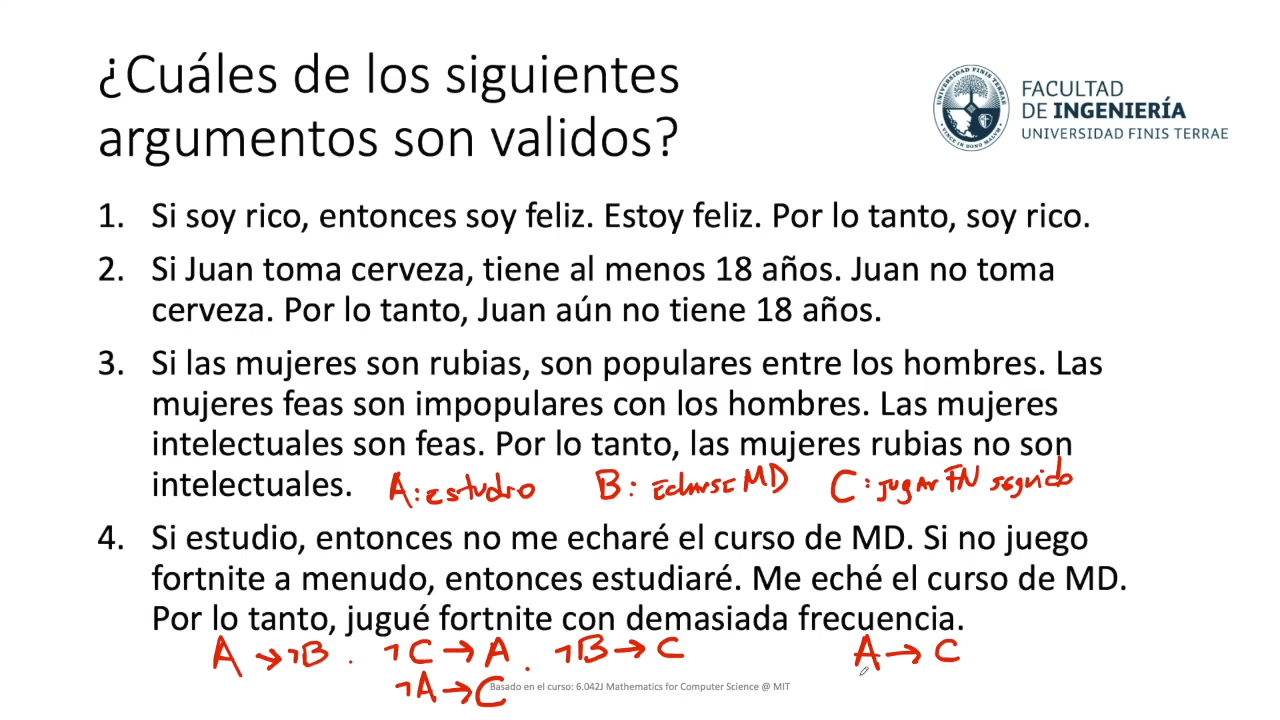 ¿Cuáles de los siguientes
argumentos son validos?
FACULTAD
DE INGENIERÍA
UNIVERSIDAD FINIS TERRAE
1. Si soy rico, entonces soy feliz. Estoy feliz. Por lo tanto, soy rico.
2. Si Juan toma cerveza, tiene al menos 18 años. Juan no toma
cerveza. Por lo tanto, Juan aún no tiene 18 años.
3. Si las mujeres son rubias, son populares entre los hombres. Las
mujeres feas son impopulares con los hombres. Las mujeres
intelectuales son feas. Por lo tanto, las mujeres rubias no son
intelectuales. A: estudio B: Echarse MD C: jugar FN seguido
4. Si estudio, entonces no me echaré el curso de MD. Si no juego
fortnite a menudo, entonces estudiaré. Me eché el curso de MD.
Por lo tanto, jugué fortnite con demasiada frecuencia.
A → ¬B . ¬C → A . ¬B → C A → C
¬A → C
Basado en el curso: 6.042J Mathematics for Computer Science @ MIT